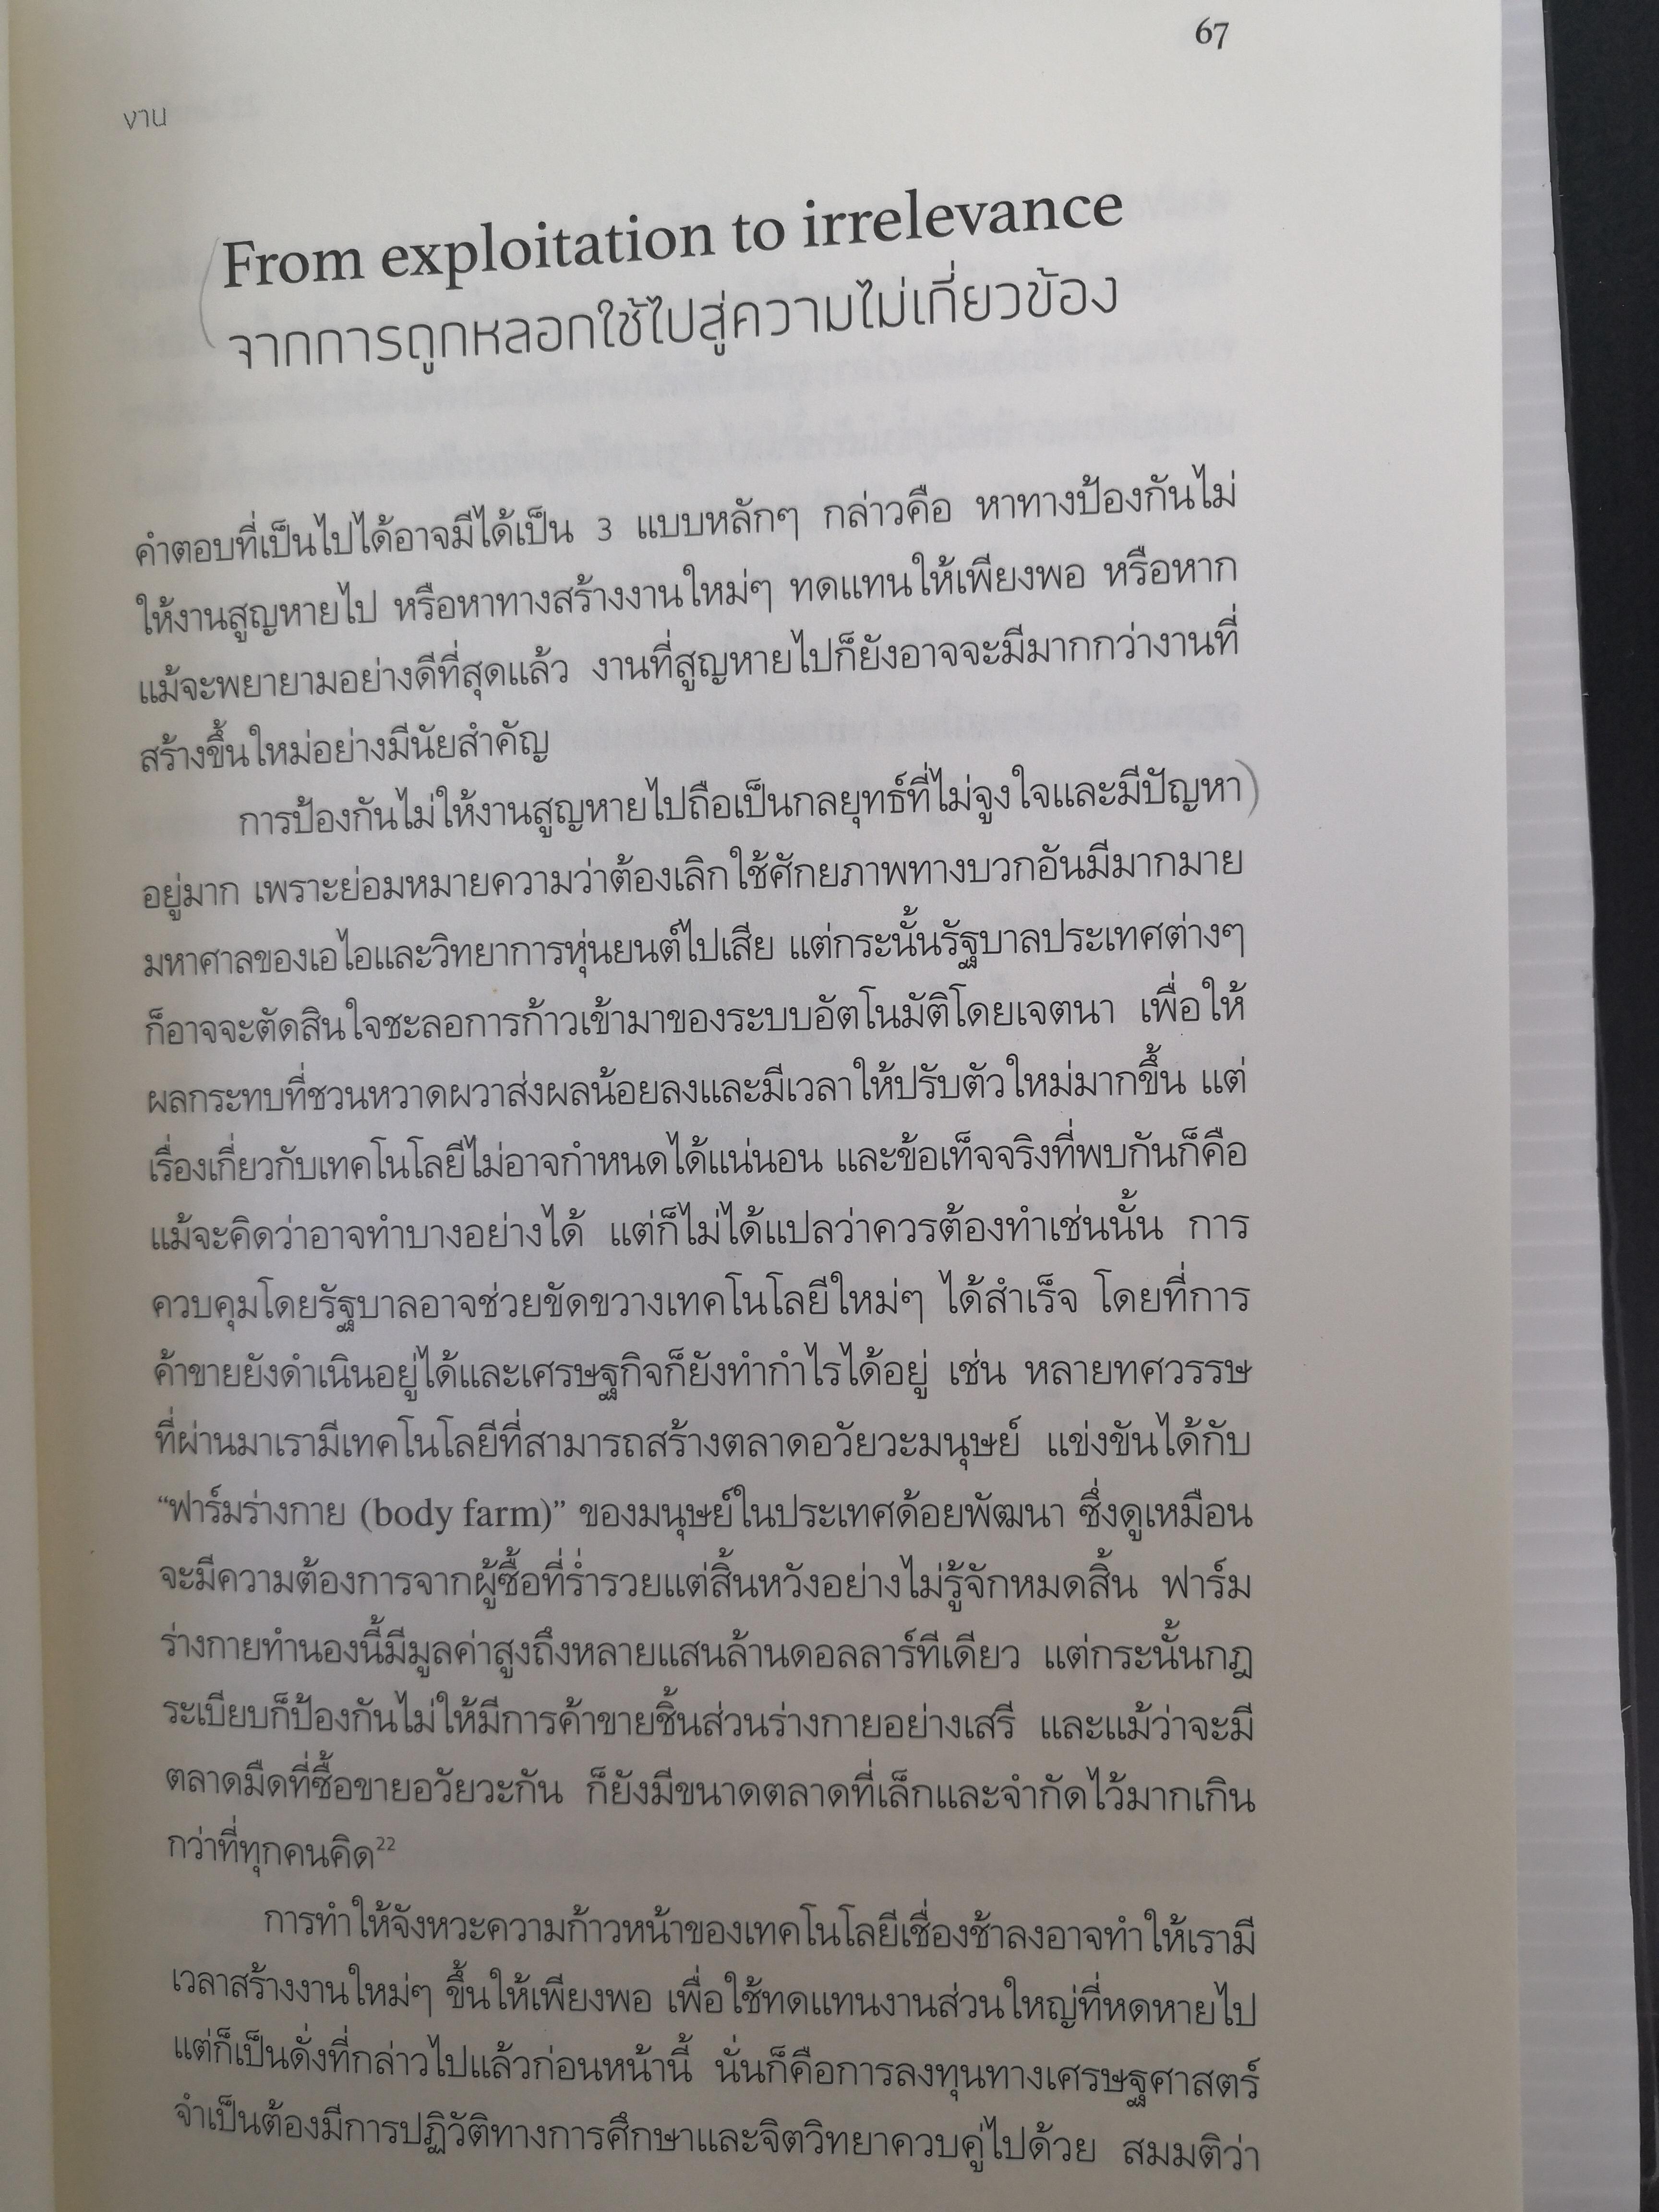 67
งาน
From exploitation to irrelevance
จากการถูกหลอกใช้ไปสู่ความไม่เกี่ยวข้อง
คำตอบที่เป็นไปได้อาจมีได้เป็น 3 แบบหลักๆ กล่าวคือ หาทางป้องกันไม่
ให้งานสูญหายไป หรือหาทางสร้างงานใหม่ๆ ทดแทนให้เพียงพอ หรือหาก
แม้จะพยายามอย่างดีที่สุดแล้ว งานที่สูญหายไปก็ยังอาจจะมีมากกว่างานที่
สร้างขึ้นใหม่อย่างมีนัยสำคัญ
การป้องกันไม่ให้งานสูญหายไปถือเป็นกลยุทธ์ที่ไม่จูงใจและมีปัญหา
อยู่มาก เพราะย่อมหมายความว่าต้องเลิกใช้ศักยภาพทางบวกอันมีมากมาย
มหาศาลของเอไอและวิทยาการหุ่นยนต์ไปเสีย แต่กระนั้นรัฐบาลประเทศต่างๆ
ก็อาจจะตัดสินใจชะลอการก้าวเข้ามาของระบบอัตโนมัติโดยเจตนา เพื่อให้
ผลกระทบที่ชวนหวาดผวาส่งผลน้อยลงและมีเวลาให้ปรับตัวใหม่มากขึ้น แต่
เรื่องเกี่ยวกับเทคโนโลยีไม่อาจกำหนดได้แน่นอน และข้อเท็จจริงที่พบกันก็คือ
แม้จะคิดว่าอาจทำบางอย่างได้ แต่ก็ไม่ได้แปลว่าควรต้องทำเช่นนั้น การ
ควบคุมโดยรัฐบาลอาจช่วยขัดขวางเทคโนโลยีใหม่ๆ ได้สำเร็จ โดยที่การ
ค้าขายยังดำเนินอยู่ได้และเศรษฐกิจก็ยังทำกำไรได้อยู่ เช่น หลายทศวรรษ
ที่ผ่านมาเรามีเทคโนโลยีที่สามารถสร้างตลาดอวัยวะมนุษย์ แข่งขันได้กับ
“ฟาร์มร่างกาย (body farm)” ของมนุษย์ในประเทศด้อยพัฒนา ซึ่งดูเหมือน
จะมีความต้องการจากผู้ซื้อที่ร่ำรวยแต่สิ้นหวังอย่างไม่รู้จักหมดสิ้น ฟาร์ม
ร่างกายทำนองนี้มีมูลค่าสูงถึงหลายแสนล้านดอลลาร์ทีเดียว แต่กระนั้นกฎ
ระเบียบก็ป้องกันไม่ให้มีการค้าขายชิ้นส่วนร่างกายอย่างเสรี และแม้ว่าจะมี
ตลาดมืดที่ซื้อขายอวัยวะกัน ก็ยังมีขนาดตลาดที่เล็กและจำกัดไว้มากเกิน
กว่าที่ทุกคนคิด²²
การทำให้จังหวะความก้าวหน้าของเทคโนโลยีเชื่องช้าลงอาจทำให้เรามี
เวลาสร้างงานใหม่ๆ ขึ้นให้เพียงพอ เพื่อใช้ทดแทนงานส่วนใหญ่ที่หดหายไป
แต่ก็เป็นดั่งที่กล่าวไปแล้วก่อนหน้านี้ นั่นก็คือการลงทุนทางเศรษฐศาสตร์
จำเป็นต้องมีการปฏิวัติทางการศึกษาและจิตวิทยาควบคู่ไปด้วย สมมติว่า